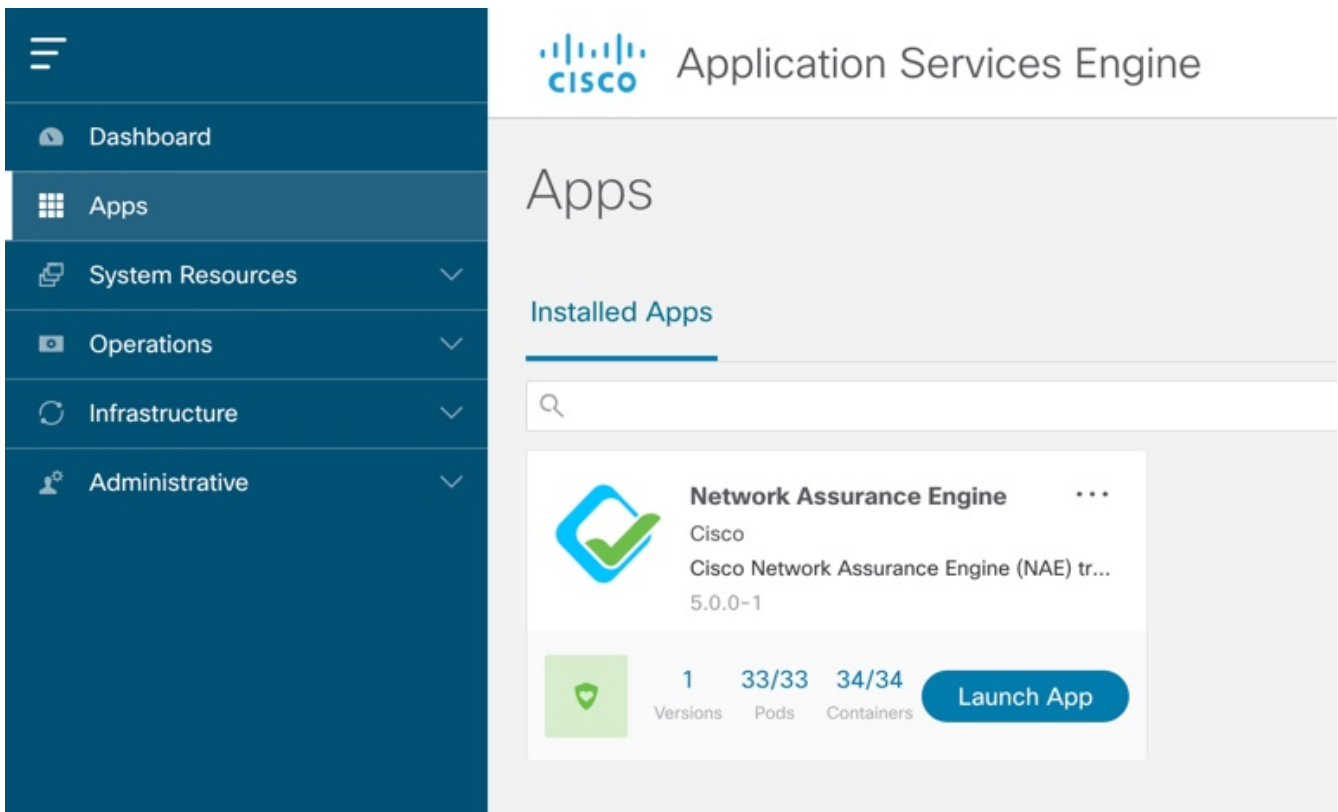 Dashboard
Apps
System Resources
Operations
Infrastructure
Administrative
CISCO Application Services Engine
Apps
Installed Apps
Network Assurance Engine ...
Cisco
Cisco Network Assurance Engine (NAE) tr...
5.0.0-1
1 33/33 34/34
Versions Pods Containers
Launch App